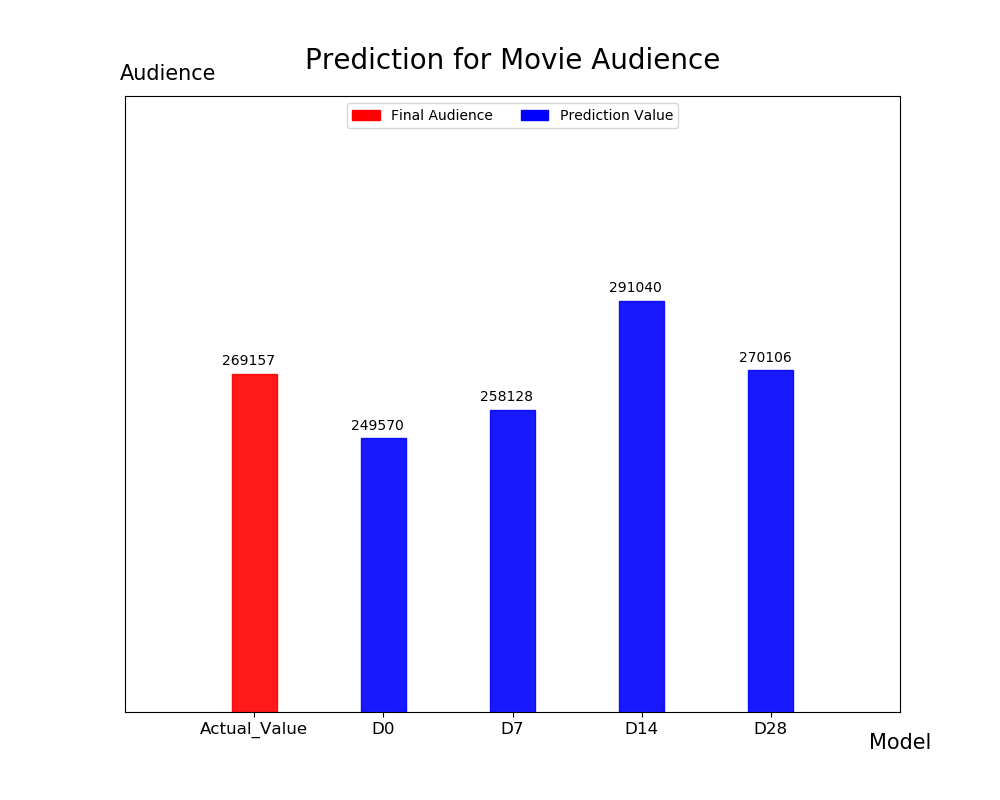 Prediction for Movie Audience
Audience
Final Audience
Prediction Value
291040
269157
270106
258128
249570
Actual_Value
D0
D7
D14
D28
Model